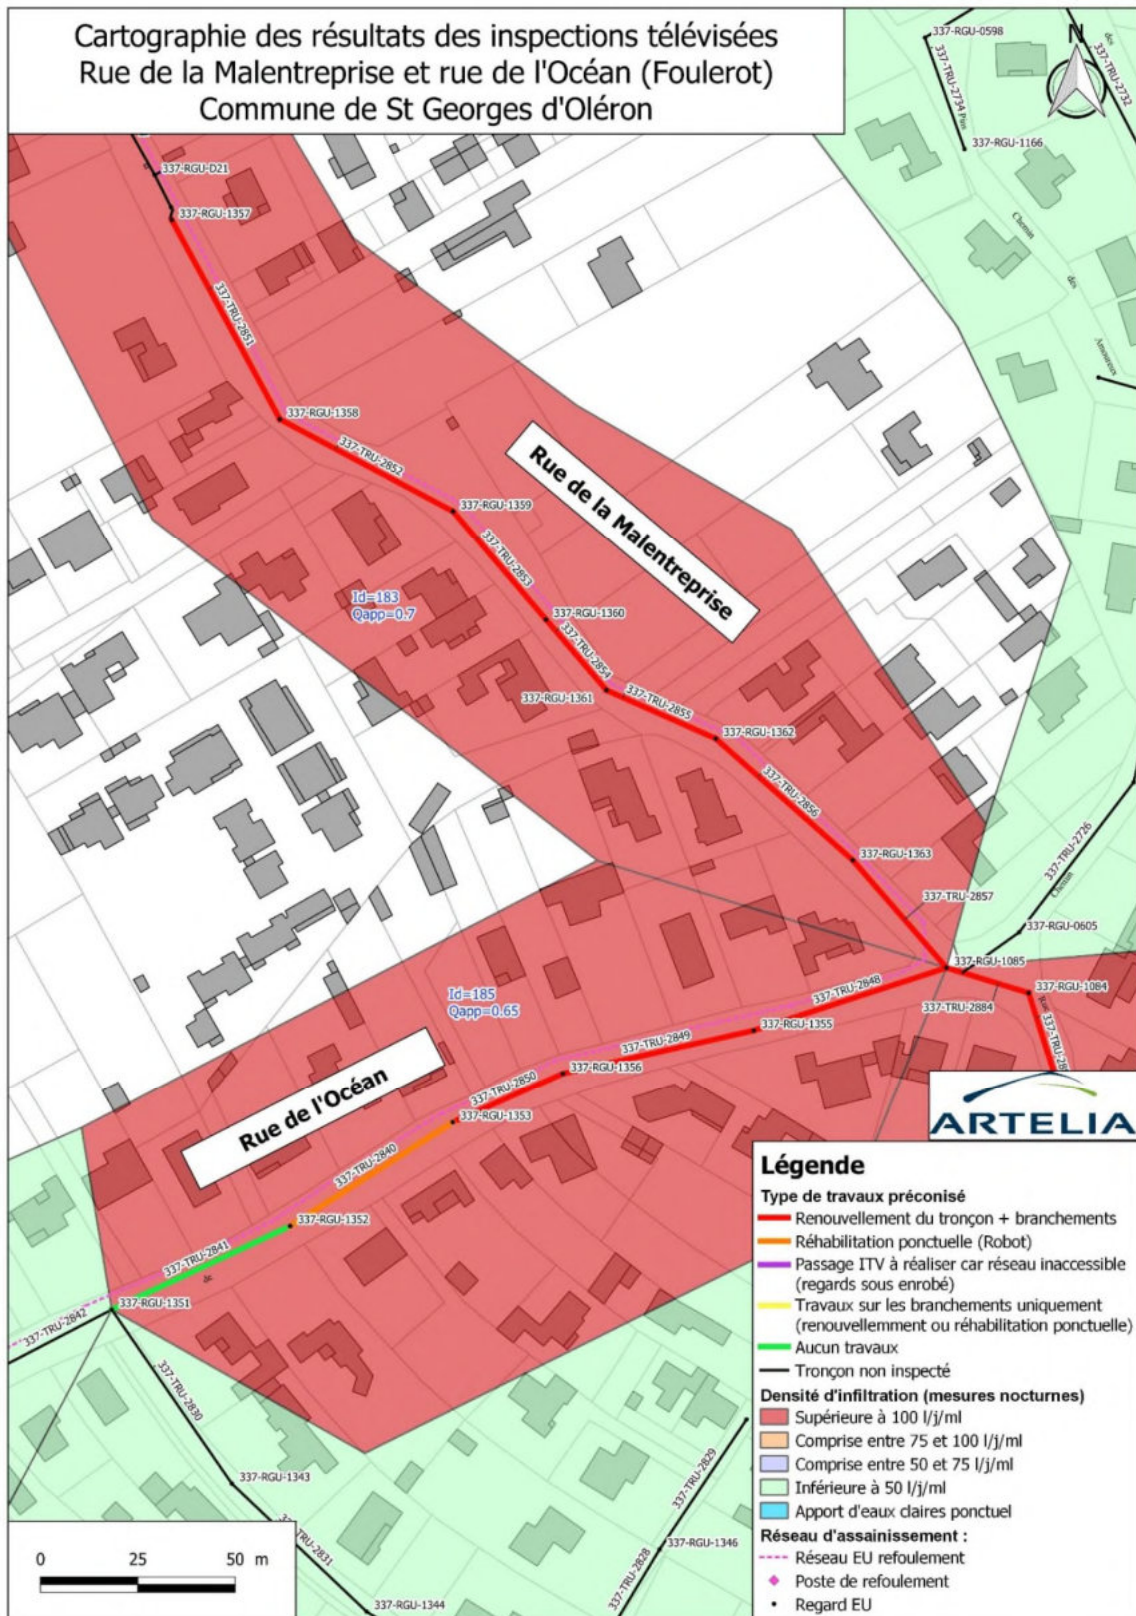 Cartographie des résultats des inspections télévisées
Rue de la Malentreprise et rue de l'Océan (Foulerot)
Commune de St Georges d'Oléron
337-RGU-0598
N
des
337-TRU-2732
337-TRU-2734
337-RGU-1166
337-RGU-D21
337-RGU-1357
Chemin
des
Amoureux
337-TRU-2851
337-RGU-1358
337-TRU-2852
337-RGU-1359
Rue de la Malentreprise
337-TRU-2853
Id=183
Qapp=0.7
337-RGU-1360
337-TRU-2854
337-RGU-1361
337-TRU-2855
337-RGU-1362
337-TRU-2856
337-RGU-1363
337-TRU-2726
Chemin
337-TRU-2857
337-RGU-0605
337-RGU-1085
337-TRU-2848
337-RGU-1084
337-TRU-2884
Rue
Id=185
Qapp=0.65
337-RGU-1355
337-TRU-2849
337-RGU-1356
337-TRU-2850
337-TRU-28
Rue de l'Océan
337-RGU-1353
337-TRU-2840
337-RGU-1352
337-TRU-2841
de
337-RGU-1351
337-TRU-2842
337-TRU-2830
337-RGU-1343
337-TRU-2829
337-RGU-1346
337-TRU-2828
TRU-2831
337-RGU-1344
0 25 50 m
ARTELIA
Légende
Type de travaux préconisé
Renouvellement du tronçon + branchements
Réhabilitation ponctuelle (Robot)
Passage ITV à réaliser car réseau inaccessible
(regards sous enrobé)
Travaux sur les branchements uniquement
(renouvellemment ou réhabilitation ponctuelle)
Aucun travaux
Tronçon non inspecté
Densité d'infiltration (mesures nocturnes)
Supérieure à 100 l/j/ml
Comprise entre 75 et 100 l/j/ml
Comprise entre 50 et 75 l/j/ml
Inférieure à 50 l/j/ml
Apport d'eaux claires ponctuel
Réseau d'assainissement :
Réseau EU refoulement
Poste de refoulement
Regard EU